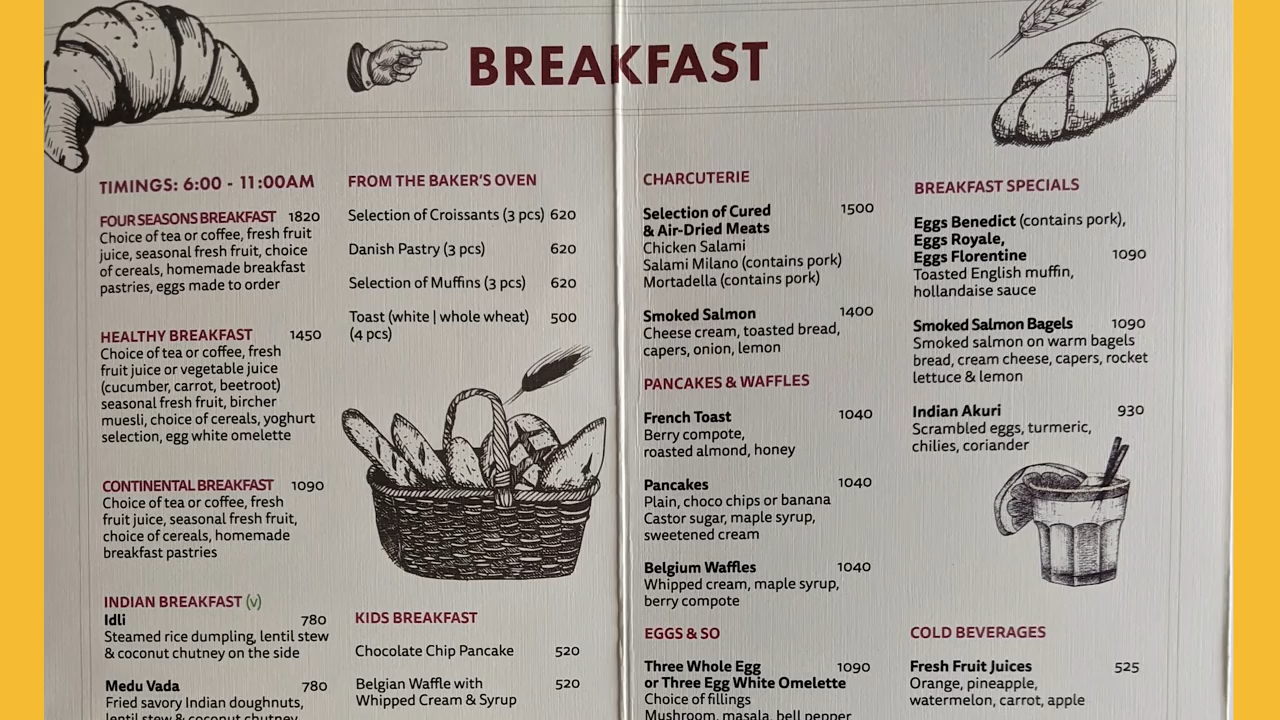 BREAKFAST
TIMINGS: 6:00 - 11:00AM
FOUR SEASONS BREAKFAST 1820
Choice of tea or coffee, fresh fruit
juice, seasonal fresh fruit, choice
of cereals, homemade breakfast
pastries, eggs made to order
HEALTHY BREAKFAST 1450
Choice of tea or coffee, fresh
fruit juice or vegetable juice
(cucumber, carrot, beetroot)
seasonal fresh fruit, bircher
muesli, choice of cereals, yoghurt
selection, egg white omelette
CONTINENTAL BREAKFAST 1090
Choice of tea or coffee, fresh
fruit juice, seasonal fresh fruit,
choice of cereals, homemade
breakfast pastries
INDIAN BREAKFAST (v)
Idli 780
Steamed rice dumpling, lentil stew
& coconut chutney on the side
Medu Vada 780
Fried savory Indian doughnuts,
lentil stew & coconut chutney
FROM THE BAKER'S OVEN
Selection of Croissants (3 pcs) 620
Danish Pastry (3 pcs) 620
Selection of Muffins (3 pcs) 620
Toast (white | whole wheat) 500
(4 pcs)
KIDS BREAKFAST
Chocolate Chip Pancake 520
Belgian Waffle with 520
Whipped Cream & Syrup
CHARCUTERIE
Selection of Cured 1500
& Air-Dried Meats
Chicken Salami
Salami Milano (contains pork)
Mortadella (contains pork)
Smoked Salmon 1400
Cheese cream, toasted bread,
capers, onion, lemon
PANCAKES & WAFFLES
French Toast 1040
Berry compote,
roasted almond, honey
Pancakes 1040
Plain, choco chips or banana
Castor sugar, maple syrup,
sweetened cream
Belgium Waffles 1040
Whipped cream, maple syrup,
berry compote
EGGS & SO
Three Whole Egg 1090
or Three Egg White Omelette
Choice of fillings
Mushroom, masala, bell pepper
BREAKFAST SPECIALS
Eggs Benedict (contains pork),
Eggs Royale,
Eggs Florentine 1090
Toasted English muffin,
hollandaise sauce
Smoked Salmon Bagels 1090
Smoked salmon on warm bagels
bread, cream cheese, capers, rocket
lettuce & lemon
Indian Akuri 930
Scrambled eggs, turmeric,
chilies, coriander
COLD BEVERAGES
Fresh Fruit Juices 525
Orange, pineapple,
watermelon, carrot, apple